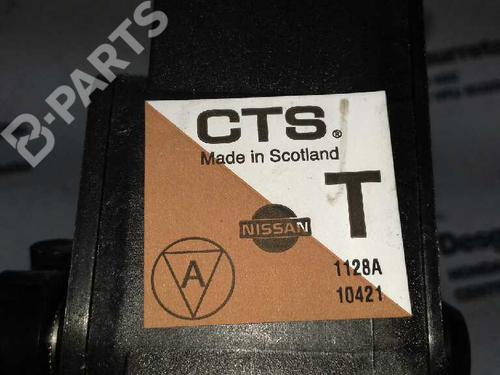 B-PARTS
CTS®
Made in Scotland
T
NISSAN
A
1128A
10421